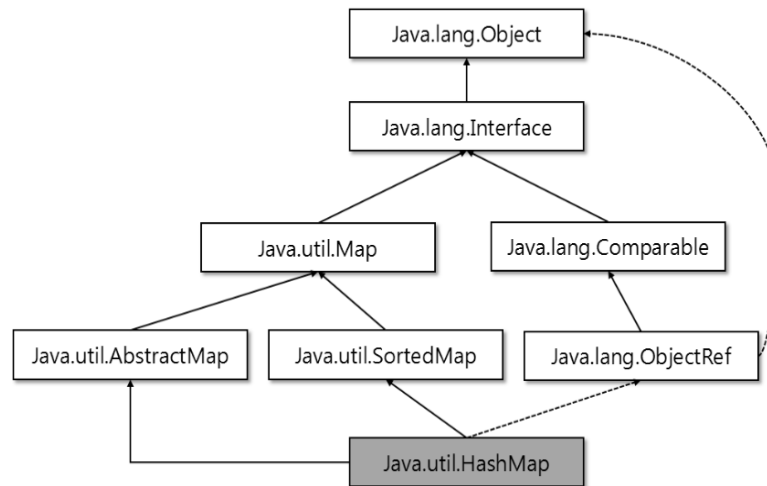 Java.lang.Object
Java.lang.Interface
Java.util.Map
Java.lang.Comparable
Java.util.AbstractMap
Java.util.SortedMap
Java.lang.ObjectRef
Java.util.HashMap